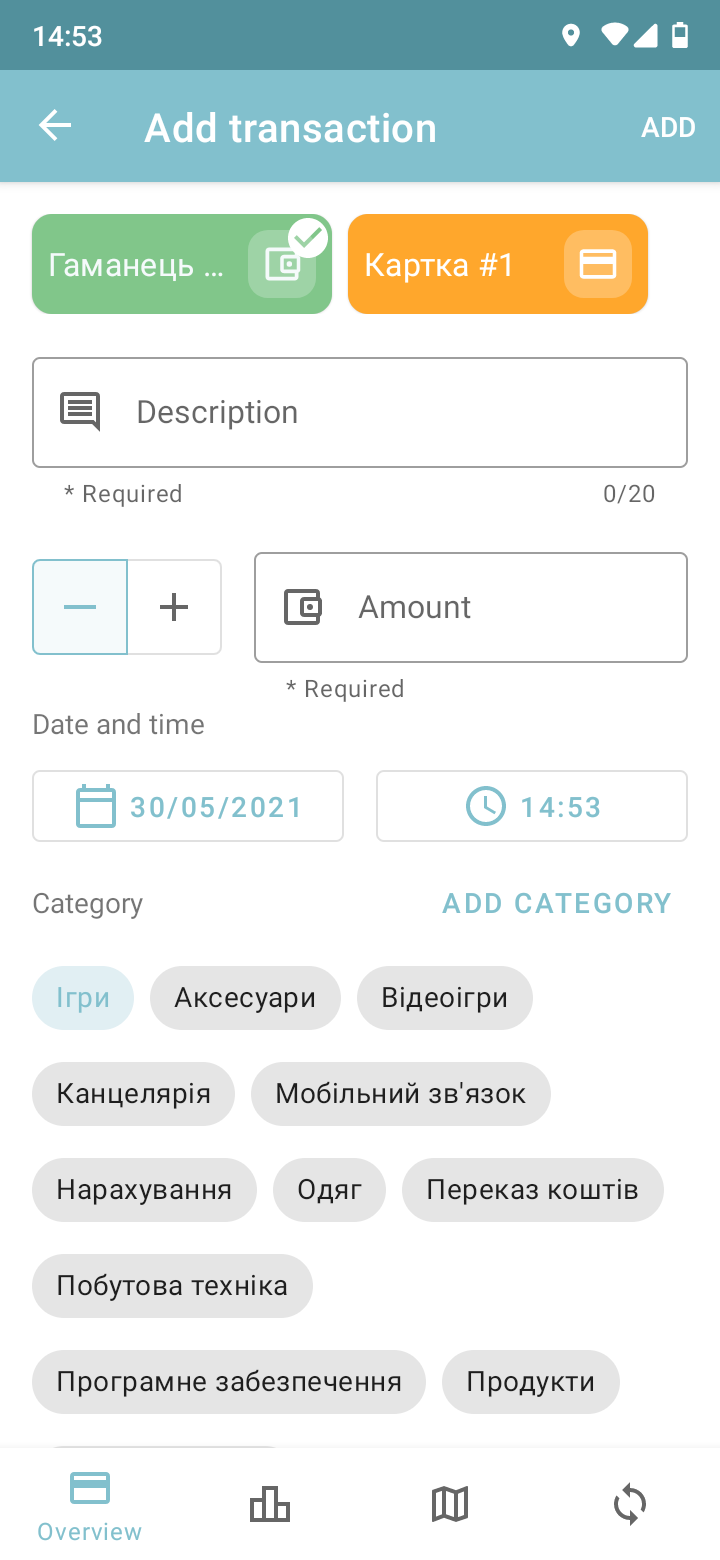 14:53
Add transaction
ADD
Гаманець ...
Картка #1
Description
* Required
0/20
Amount
* Required
Date and time
30/05/2021
14:53
Category
ADD CATEGORY
Ігри
Аксесуари
Відеоігри
Канцелярія
Мобільний зв'язок
Нарахування
Одяг
Переказ коштів
Побутова техніка
Програмне забезпечення
Продукти
Overview